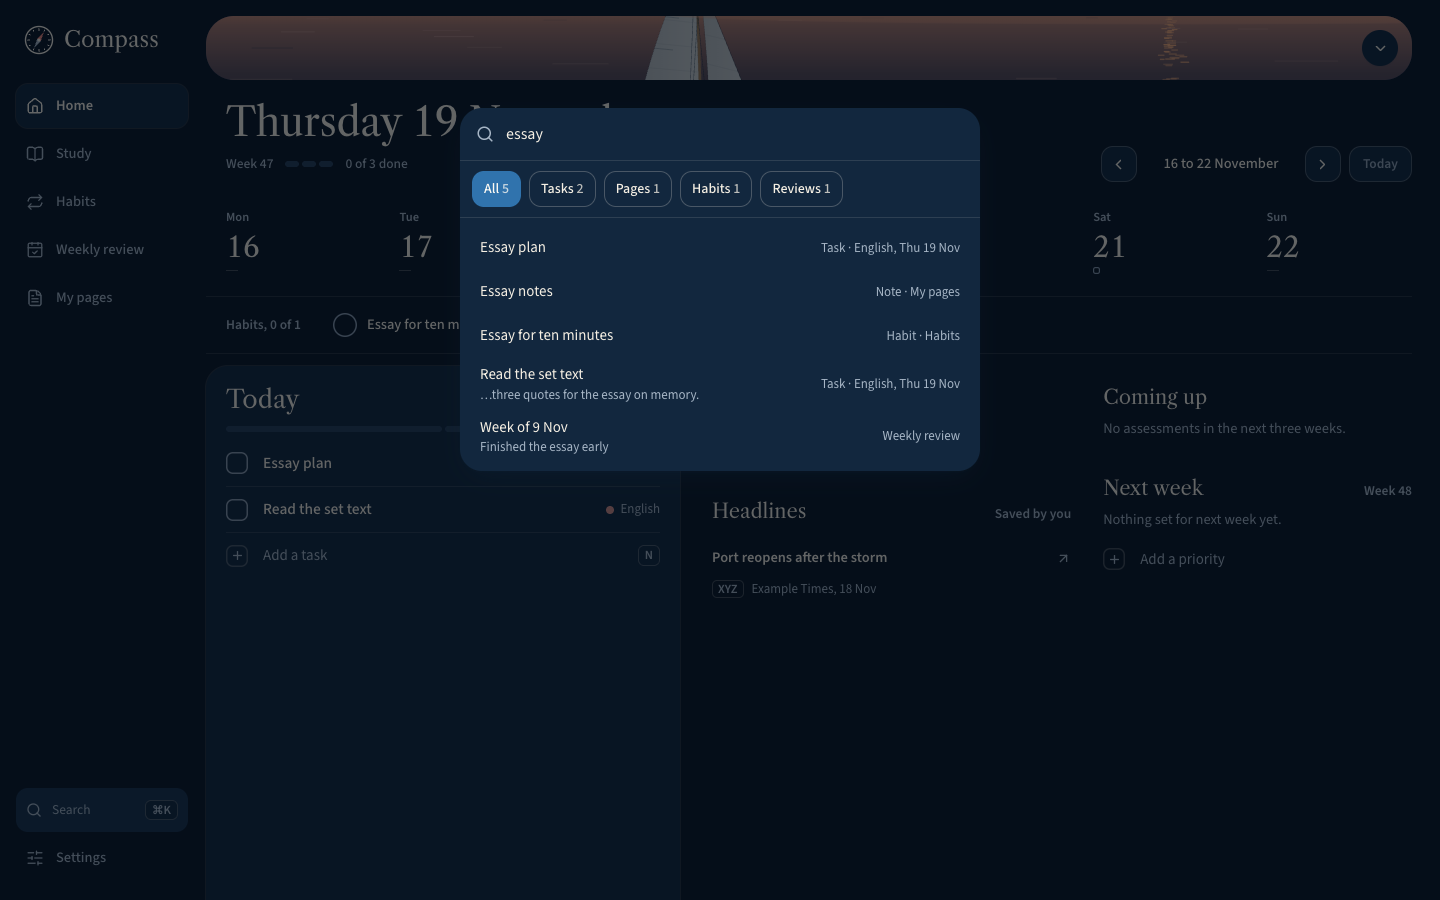 Compass
Home
Study
Habits
Weekly review
My pages
Search ⌘K
Settings
Thursday 19
Week 47 0 of 3 done
16 to 22 November Today
Mon 16
Tue 17
Sat 21
Sun 22
Habits, 0 of 1 Essay for ten m
essay
All 5 Tasks 2 Pages 1 Habits 1 Reviews 1
Essay plan Task · English, Thu 19 Nov
Essay notes Note · My pages
Essay for ten minutes Habit · Habits
Read the set text Task · English, Thu 19 Nov
…three quotes for the essay on memory.
Week of 9 Nov Weekly review
Finished the essay early
Today
Essay plan
Read the set text English
Add a task N
Headlines Saved by you
Port reopens after the storm
XYZ Example Times, 18 Nov
Coming up
No assessments in the next three weeks.
Next week Week 48
Nothing set for next week yet.
Add a priority